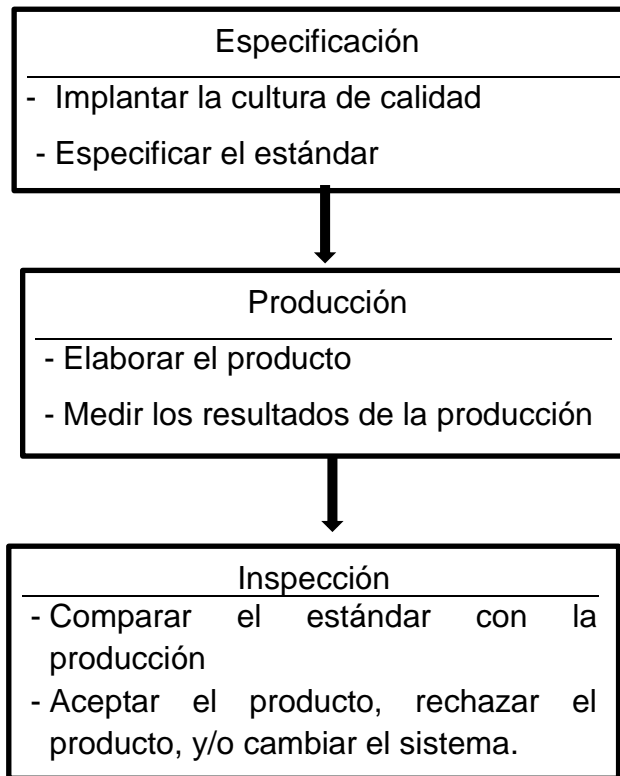 Especificación
- Implantar la cultura de calidad
- Especificar el estándar
Producción
- Elaborar el producto
- Medir los resultados de la producción
Inspección
- Comparar el estándar con la
producción
- Aceptar el producto, rechazar el
producto, y/o cambiar el sistema.